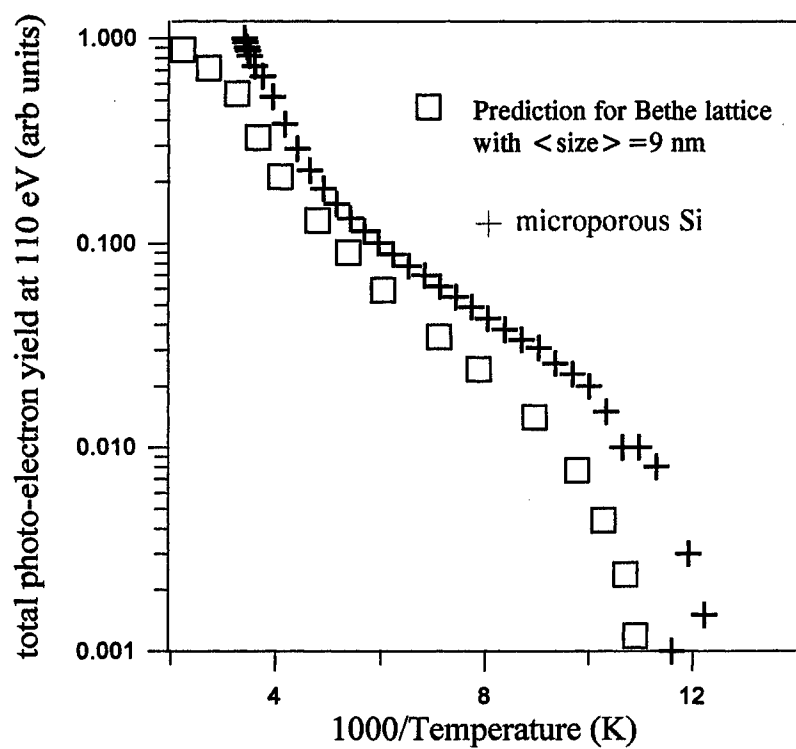 total photo-electron yield at 110 eV (arb units)
1.000
0.100
0.010
0.001
Prediction for Bethe lattice
with <size> =9 nm
microporous Si
4 8 12
1000/Temperature (K)